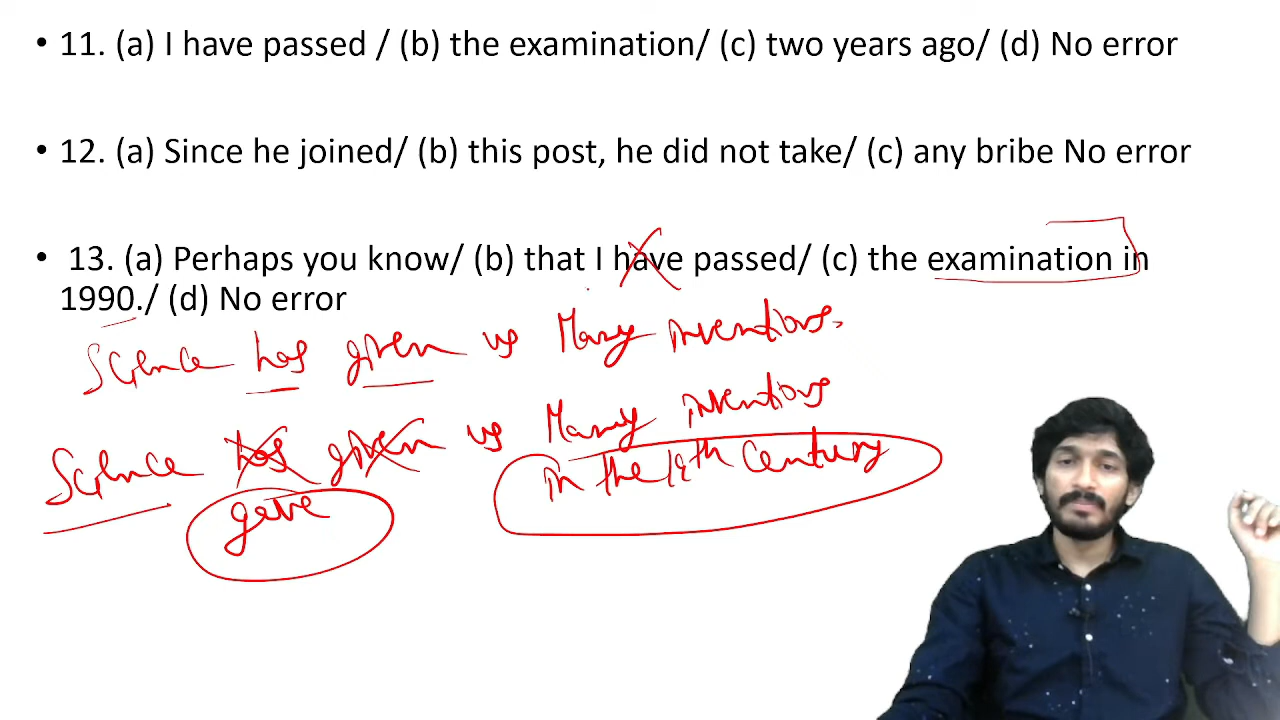 • 11. (a) I have passed / (b) the examination/ (c) two years ago/ (d) No error
• 12. (a) Since he joined/ (b) this post, he did not take/ (c) any bribe No error
• 13. (a) Perhaps you know/ (b) that I have passed/ (c) the examination in
1990./ (d) No error
Science has given us Many inventions.
Science has given us Many inventions
gave in the 19th Century